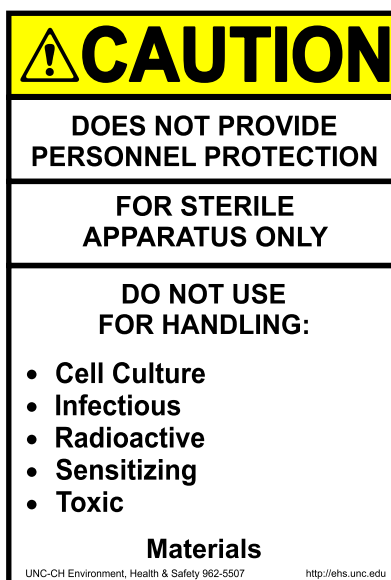 CAUTION
DOES NOT PROVIDE
PERSONNEL PROTECTION
FOR STERILE
APPARATUS ONLY
DO NOT USE
FOR HANDLING:
• Cell Culture
• Infectious
• Radioactive
• Sensitizing
• Toxic
Materials
UNC-CH Environment, Health & Safety 962-5507 http://ehs.unc.edu